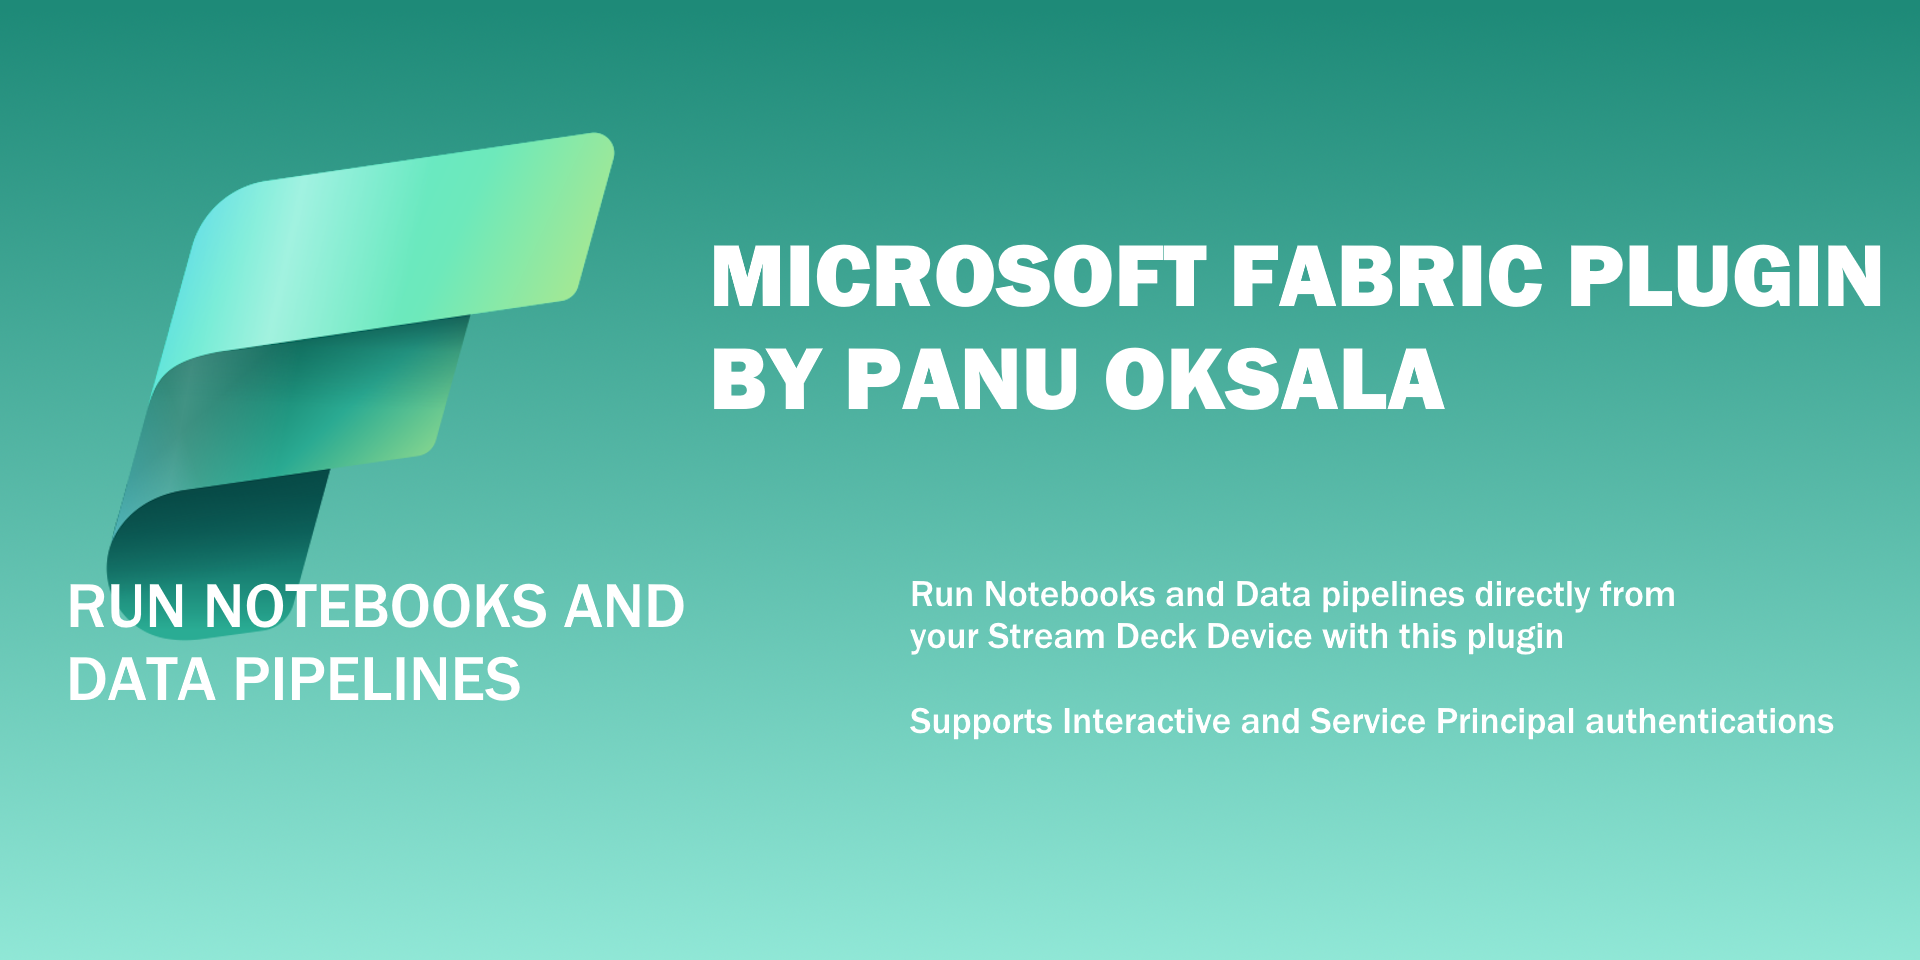 MICROSOFT FABRIC PLUGIN
BY PANU OKSALA
RUN NOTEBOOKS AND
DATA PIPELINES
Run Notebooks and Data pipelines directly from
your Stream Deck Device with this plugin
Supports Interactive and Service Principal authentications